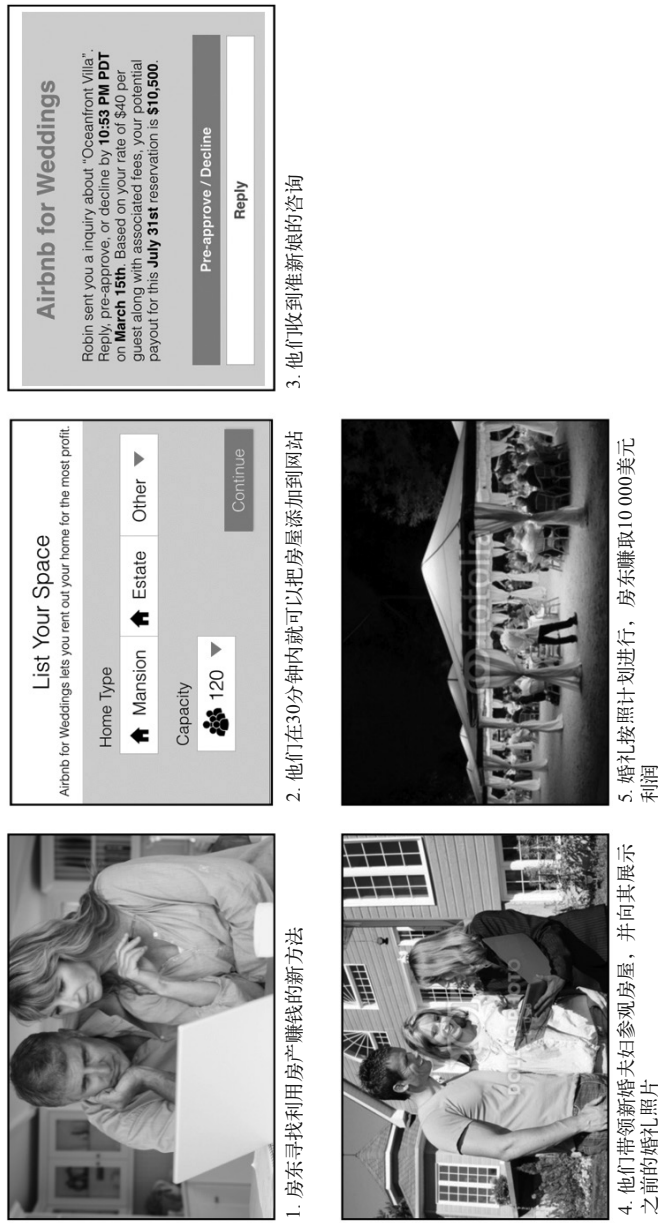 1. 房东寻找利用房产赚钱的新方法
List Your Space
Airbnb for Weddings lets you rent out your home for the most profit.
Home Type
Mansion
Estate
Other
Capacity
120
Continue
2. 他们在30分钟内就可以把房屋添加到网站
Airbnb for Weddings
Robin sent you a inquiry about "Oceanfront Villa".
Reply, pre-approve, or decline by 10:53 PM PDT
on March 15th. Based on your rate of $40 per
guest along with associated fees, your potential
payout for this July 31st reservation is $10,500.
Pre-approve / Decline
Reply
3. 他们收到准新娘的咨询
4. 他们带领新婚夫妇参观房屋，并向其展示
之前的婚礼照片
fotolia
5. 婚礼按照计划进行，房东赚取10 000美元
利润